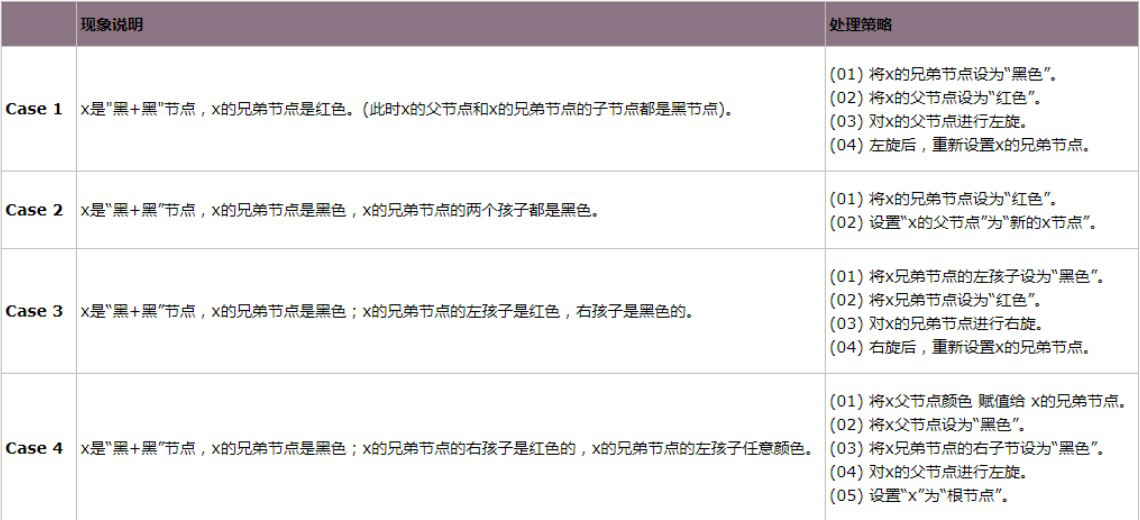 现象说明 处理策略
Case 1 x是"黑+黑"节点，x的兄弟节点是红色。(此时x的父节点和x的兄弟节点的子节点都是黑节点)。
(01) 将x的兄弟节点设为“黑色”。
(02) 将x的父节点设为“红色”。
(03) 对x的父节点进行左旋。
(04) 左旋后，重新设置x的兄弟节点。
Case 2 x是“黑+黑”节点，x的兄弟节点是黑色，x的兄弟节点的两个孩子都是黑色。
(01) 将x的兄弟节点设为“红色”。
(02) 设置“x的父节点”为“新的x节点”。
Case 3 x是“黑+黑”节点，x的兄弟节点是黑色；x的兄弟节点的左孩子是红色，右孩子是黑色的。
(01) 将x兄弟节点的左孩子设为“黑色”。
(02) 将x兄弟节点设为“红色”。
(03) 对x的兄弟节点进行右旋。
(04) 右旋后，重新设置x的兄弟节点。
Case 4 x是“黑+黑”节点，x的兄弟节点是黑色；x的兄弟节点的右孩子是红色的，x的兄弟节点的左孩子任意颜色。
(01) 将x父节点颜色 赋值给 x的兄弟节点。
(02) 将x父节点设为“黑色”。
(03) 将x兄弟节点的右子节设为“黑色”。
(04) 对x的父节点进行左旋。
(05) 设置“x”为“根节点”。